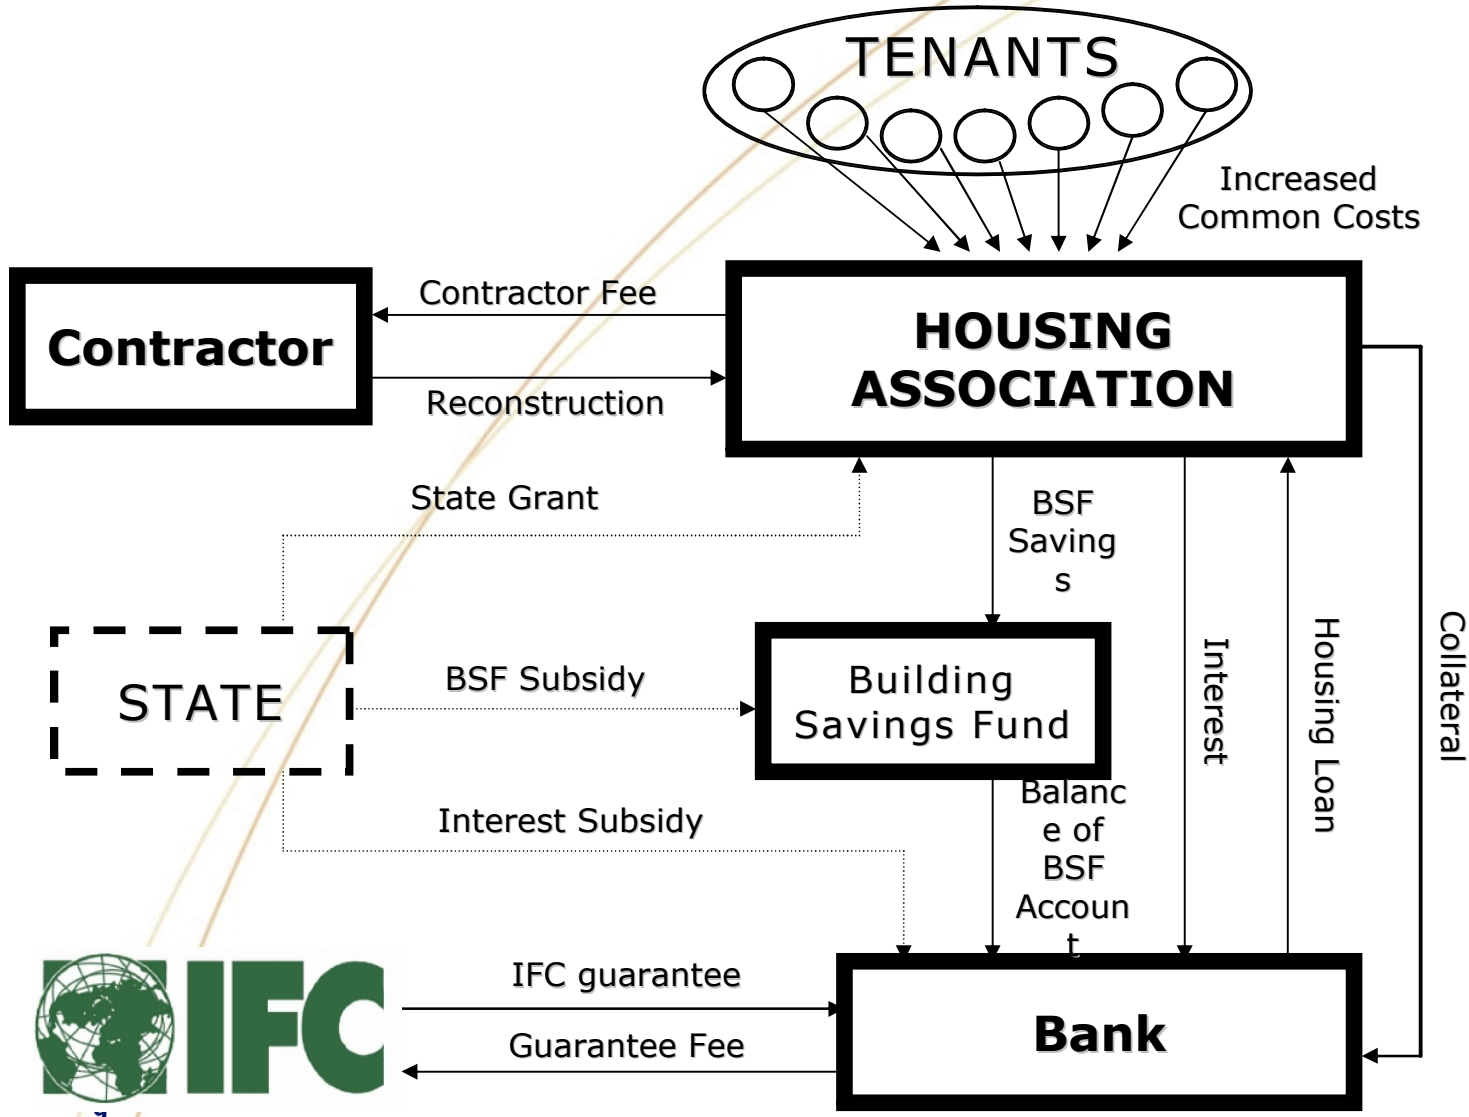 TENANTS
Increased
Common Costs
Contractor Fee
Contractor
HOUSING
ASSOCIATION
Reconstruction
State Grant
BSF
Saving
s
STATE
BSF Subsidy
Building
Savings Fund
Interest
Housing Loan
Collateral
Interest Subsidy
Balanc
e of
BSF
Accoun
t
IFC
IFC guarantee
Guarantee Fee
Bank